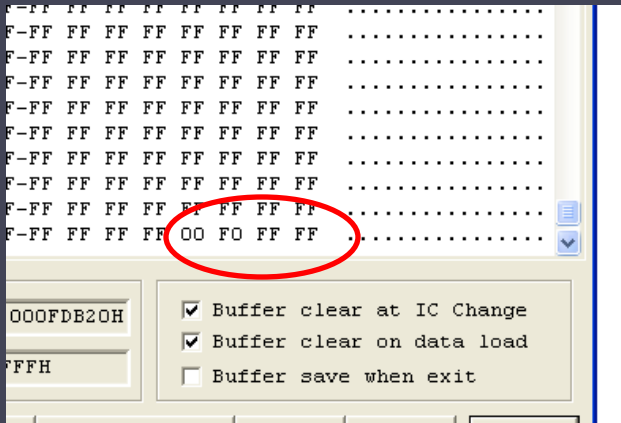 F-FF FF FF FF FF FF FF FF ................
F-FF FF FF FF FF FF FF FF ................
F-FF FF FF FF FF FF FF FF ................
F-FF FF FF FF FF FF FF FF ................
F-FF FF FF FF FF FF FF FF ................
F-FF FF FF FF FF FF FF FF ................
F-FF FF FF FF FF FF FF FF ................
F-FF FF FF FF FF FF FF FF ................
F-FF FF FF FF FF FF FF FF ................
F-FF FF FF FF 00 F0 FF FF ................
000FDB20H
FFFH
Buffer clear at IC Change
Buffer clear on data load
Buffer save when exit